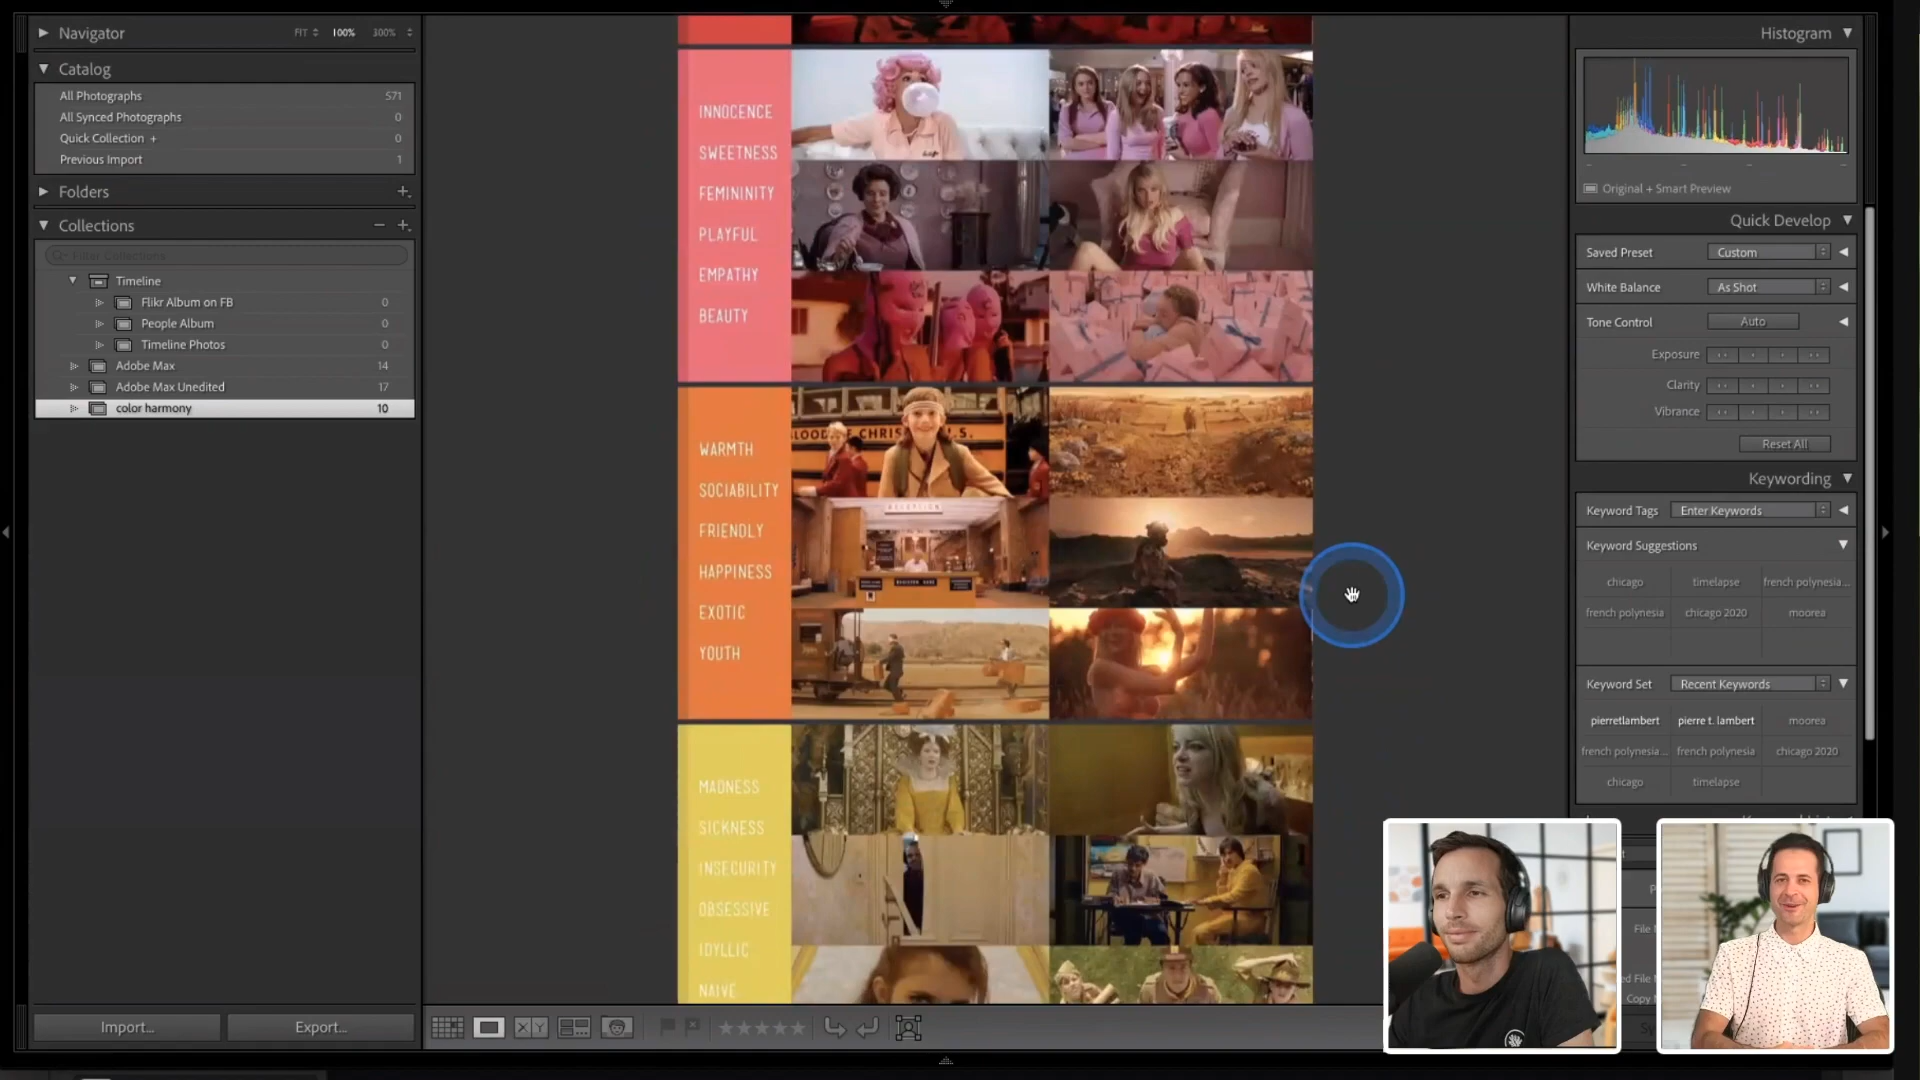 Navigator
FIT
100%
300%
Catalog
All Photographs 571
All Synced Photographs 0
Quick Collection + 0
Previous Import 1
Folders
Collections
Filter Collections
Timeline
Flikr Album on FB 0
People Album 0
Timeline Photos 0
Adobe Max 14
Adobe Max Unedited 17
color harmony 10
Import...
Export...
INNOCENCE
SWEETNESS
FEMININITY
PLAYFUL
EMPATHY
BEAUTY
WARMTH
SOCIABILITY
FRIENDLY
HAPPINESS
EXOTIC
YOUTH
MADNESS
SICKNESS
INSECURITY
OBSESSIVE
IDYLLIC
NAIVE
RECEPTION
Histogram
Original + Smart Preview
Quick Develop
Saved Preset Custom
White Balance As Shot
Tone Control Auto
Exposure
Clarity
Vibrance
Reset All
Keywording
Keyword Tags Enter Keywords
Keyword Suggestions
chicago timelapse french polynesia...
french polynesia chicago 2020 moorea
Keyword Set Recent Keywords
pierretlambert pierre t. lambert moorea
french polynesia... french polynesia chicago 2020
chicago timelapse